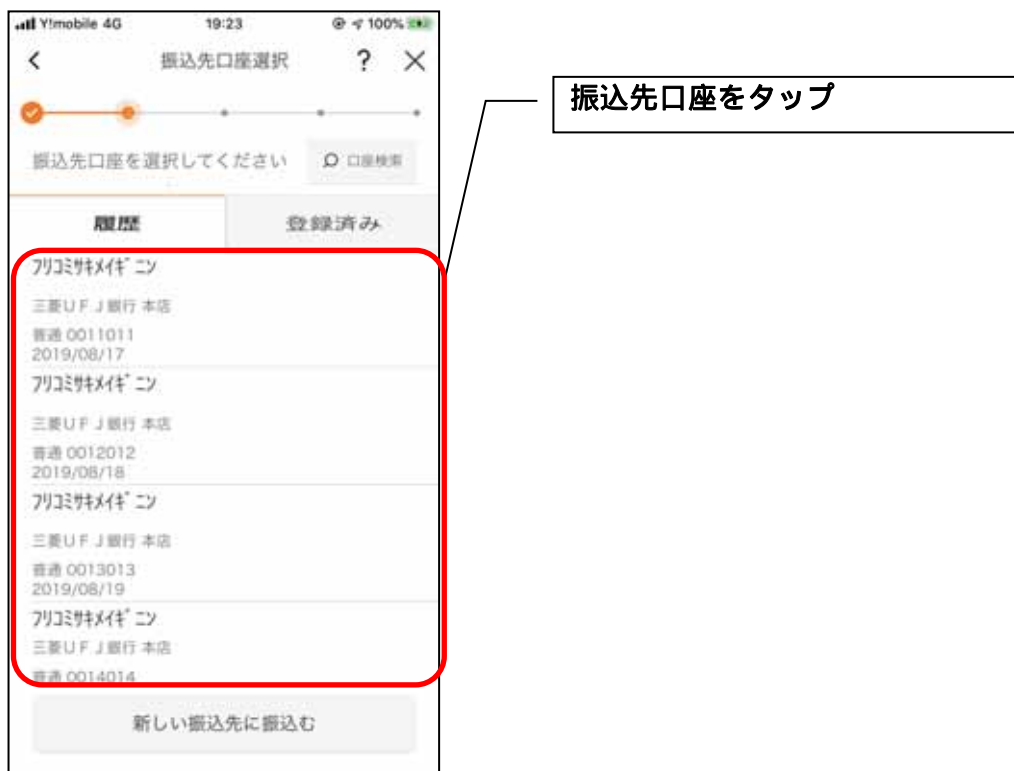 Y!mobile 4G 19:23 100%
振込先口座選択 ?
振込先口座を選択してください 口座検索
履歴 登録済み
ﾌﾘｺﾐｻｷﾒｲｷﾞﾆﾝ
三菱ＵＦＪ銀行 本店
普通 0011011
2019/08/17
ﾌﾘｺﾐｻｷﾒｲｷﾞﾆﾝ
三菱ＵＦＪ銀行 本店
普通 0012012
2019/08/18
ﾌﾘｺﾐｻｷﾒｲｷﾞﾆﾝ
三菱ＵＦＪ銀行 本店
普通 0013013
2019/08/19
ﾌﾘｺﾐｻｷﾒｲｷﾞﾆﾝ
三菱ＵＦＪ銀行 本店
普通 0014014
新しい振込先に振込む
振込先口座をタップ